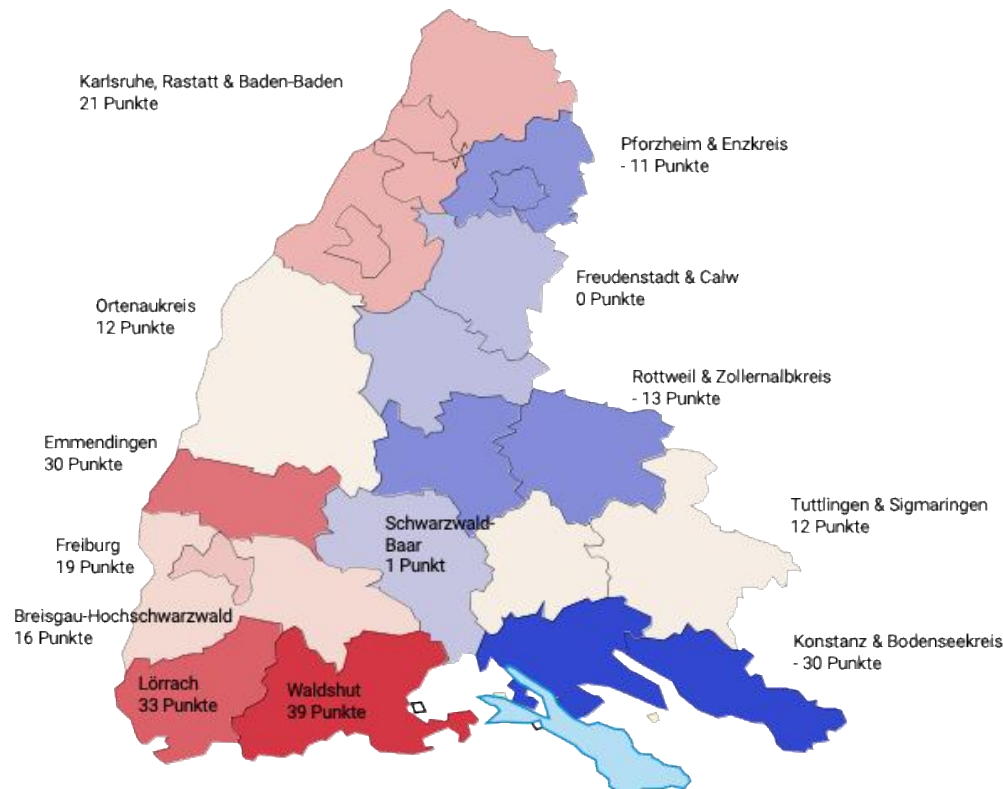 Karlsruhe, Rastatt & Baden-Baden
21 Punkte
Pforzheim & Enzkreis
- 11 Punkte
Freudenstadt & Calw
0 Punkte
Ortenaukreis
12 Punkte
Rottweil & Zollernalbkreis
- 13 Punkte
Emmendingen
30 Punkte
Tuttlingen & Sigmaringen
12 Punkte
Schwarzwald-
Baar
1 Punkt
Freiburg
19 Punkte
Breisgau-Hochschwarzwald
16 Punkte
Konstanz & Bodenseekreis
- 30 Punkte
Lörrach
33 Punkte
Waldshut
39 Punkte